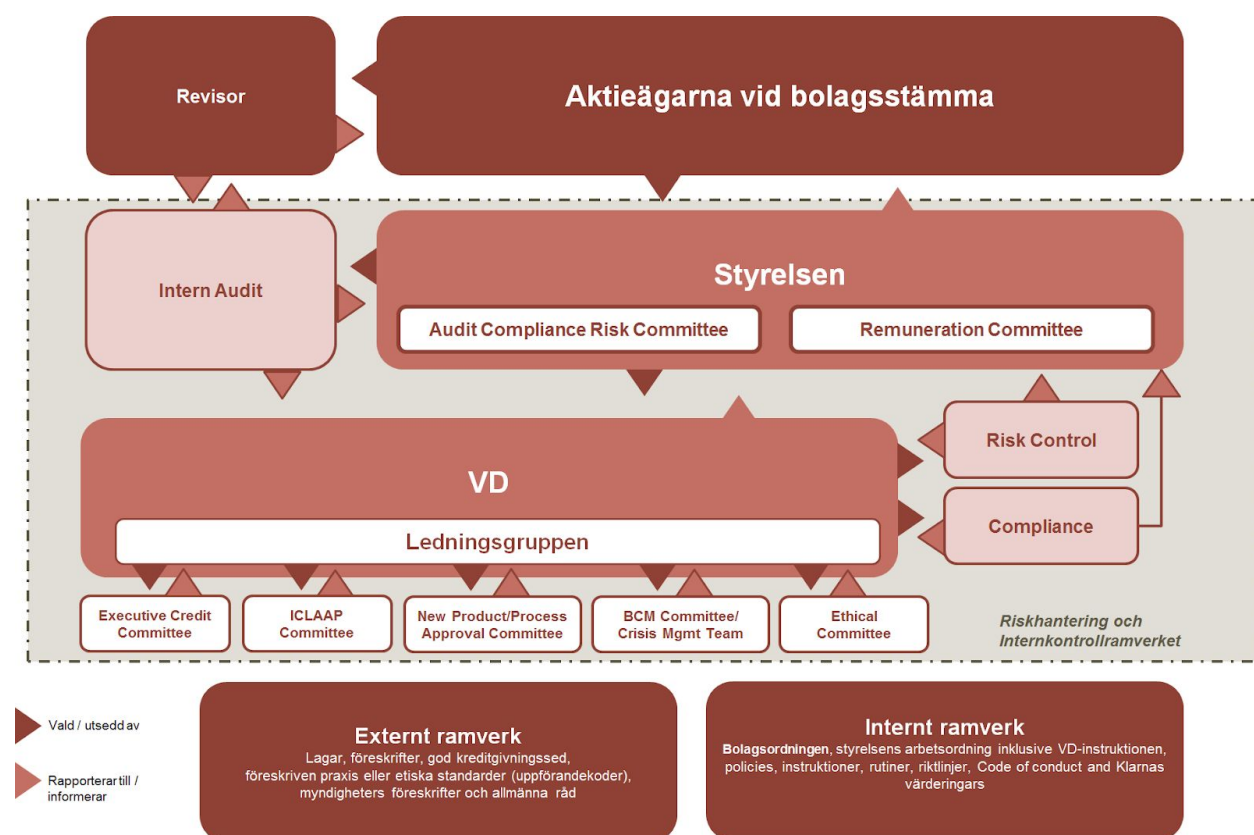 Revisor
Aktieägarna vid bolagsstämma
Intern Audit
Styrelsen
Audit Compliance Risk Committee
Remuneration Committee
Risk Control
VD
Compliance
Ledningsgruppen
Executive Credit
Committee
ICLAAP
Committee
New Product/Process
Approval Committee
BCM Committee/
Crisis Mgmt Team
Ethical
Committee
Riskhantering och
Internkontrollramverket
Vald / utsedd av
Rapporterar till /
informerar
Externt ramverk
Lagar, föreskrifter, god kreditgivningssed,
föreskriven praxis eller etiska standarder (uppförandekoder),
myndigheters föreskrifter och allmänna råd
Internt ramverk
Bolagsordningen, styrelsens arbetsordning inklusive VD-instruktionen,
policies, instruktioner, rutiner, riktlinjer, Code of conduct and Klarnas
värderingars